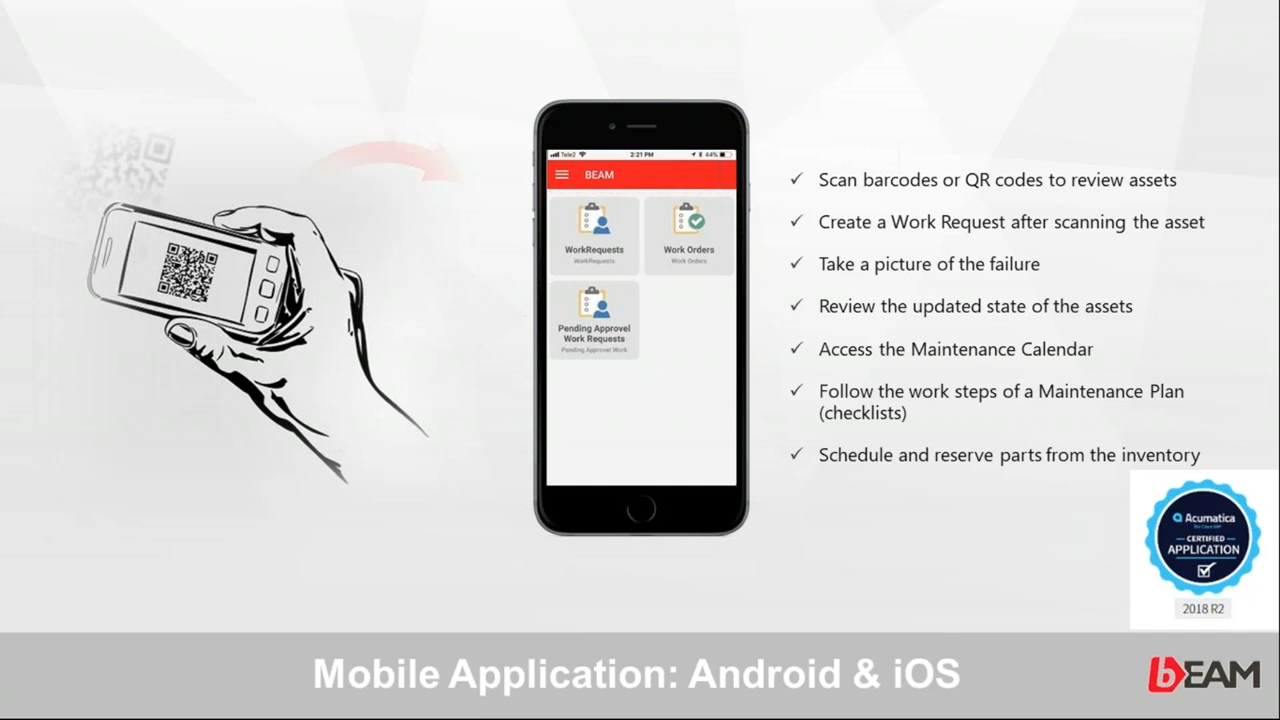 Tele2
2:21 PM
44%
BEAM
WorkRequests
WorkRequests
Work Orders
Work Orders
Pending Approvel
Work Requests
Pending Approvel Work
✓ Scan barcodes or QR codes to review assets
✓ Create a Work Request after scanning the asset
✓ Take a picture of the failure
✓ Review the updated state of the assets
✓ Access the Maintenance Calendar
✓ Follow the work steps of a Maintenance Plan
(checklists)
✓ Schedule and reserve parts from the inventory
Acumatica
The Cloud ERP
CERTIFIED
APPLICATION
2018 R2
Mobile Application: Android & iOS
bEAM